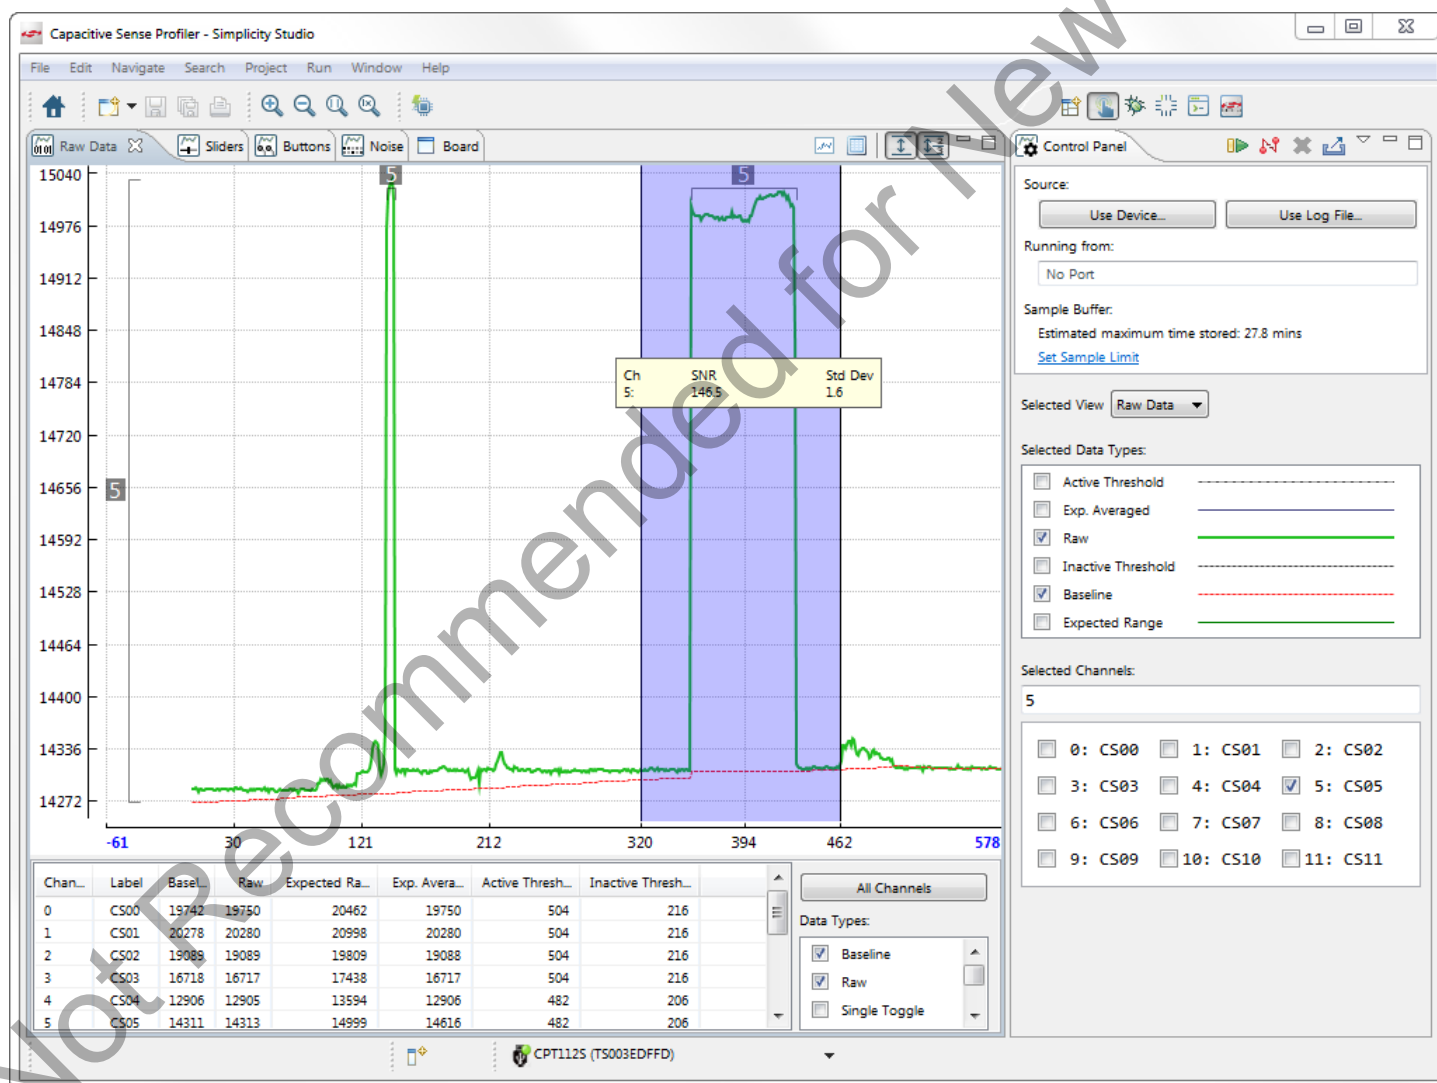 Capacitive Sense Profiler - Simplicity Studio
File Edit Navigate Search Project Run Window Help
Raw Data Sliders Buttons Noise Board
15040
14976
14912
14848
14784
14720
14656
14592
14528
14464
14400
14336
14272
5
5
5
Ch SNR Std Dev
5: 146.5 1.6
-61 30 121 212 320 394 462 578
Chan... Label Basel... Raw Expected Ra... Exp. Avera... Active Thresh... Inactive Thresh...
0 CS00 19742 19750 20462 19750 504 216
1 CS01 20278 20280 20998 20280 504 216
2 CS02 19089 19089 19809 19088 504 216
3 CS03 16718 16717 17438 16717 504 216
4 CS04 12906 12905 13594 12906 482 206
5 CS05 14311 14313 14999 14616 482 206
All Channels
Data Types:
Baseline
Raw
Single Toggle
CPT112S (TS003EDFFD)
Control Panel
Source:
Use Device... Use Log File...
Running from:
No Port
Sample Buffer:
Estimated maximum time stored: 27.8 mins
Set Sample Limit
Selected View Raw Data
Selected Data Types:
Active Threshold
Exp. Averaged
Raw
Inactive Threshold
Baseline
Expected Range
Selected Channels:
5
0: CS00 1: CS01 2: CS02
3: CS03 4: CS04 5: CS05
6: CS06 7: CS07 8: CS08
9: CS09 10: CS10 11: CS11
Not Recommended for New